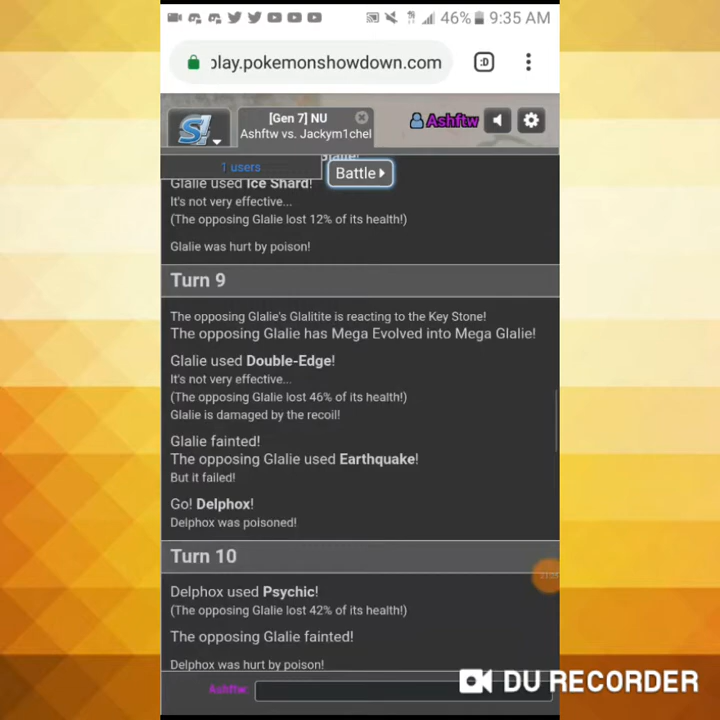 46% 9:35 AM
play.pokemonshowdown.com :D
[Gen 7] NU
Ashftw vs. Jackym1chel
Ashftw
1 users
Battle
Glalie used Ice Shard!
It's not very effective...
(The opposing Glalie lost 12% of its health!)
Glalie was hurt by poison!
Turn 9
The opposing Glalie's Glalitite is reacting to the Key Stone!
The opposing Glalie has Mega Evolved into Mega Glalie!
Glalie used Double-Edge!
It's not very effective...
(The opposing Glalie lost 46% of its health!)
Glalie is damaged by the recoil!
Glalie fainted!
The opposing Glalie used Earthquake!
But it failed!
Go! Delphox!
Delphox was poisoned!
Turn 10
Delphox used Psychic!
(The opposing Glalie lost 42% of its health!)
The opposing Glalie fainted!
Delphox was hurt by poison!
Ashftw:
DU RECORDER